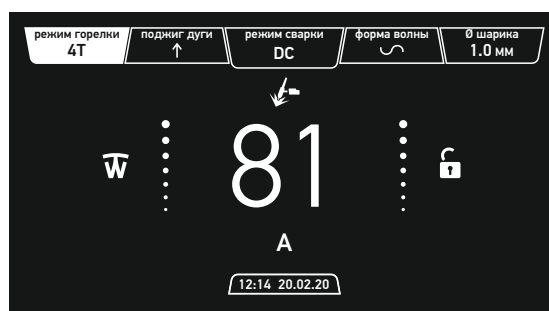 режим горелки
4T
поджиг дуги
режим сварки
DC
форма волны
Ø шарика
1.0 мм
81
A
12:14 20.02.20